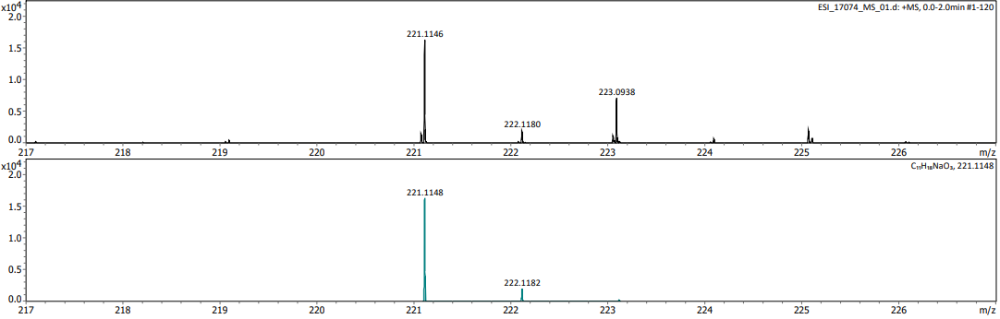 x10⁴
ESI_17074_MS_01.d: +MS, 0.0-2.0min #1-120
2.0
221.1146
1.5
1.0
223.0938
0.5
222.1180
0.0
217 218 219 220 221 222 223 224 225 226 m/z
x10⁴
C₁₁H₁₈NaO₃, 221.1148
2.0
221.1148
1.5
1.0
0.5
222.1182
0.0
217 218 219 220 221 222 223 224 225 226 m/z